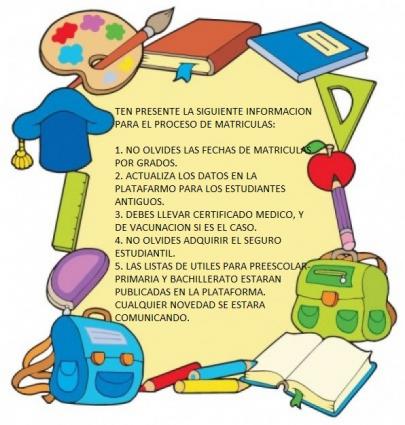 TEN PRESENTE LA SIGUIENTE INFORMACION
PARA EL PROCESO DE MATRICULAS:
1. NO OLVIDES LAS FECHAS DE MATRICULAS
POR GRADOS.
2. ACTUALIZA LOS DATOS EN LA
PLATAFARMO PARA LOS ESTUDIANTES
ANTIGUOS.
3. DEBES LLEVAR CERTIFICADO MEDICO, Y
DE VACUNACION SI ES EL CASO.
4. NO OLVIDES ADQUIRIR EL SEGURO
ESTUDIANTIL.
5. LAS LISTAS DE UTILES PARA PREESCOLAR-
PRIMARIA Y BACHILLERATO ESTARAN
PUBLICADAS EN LA PLATAFORMA.
CUALQUIER NOVEDAD SE ESTARA
COMUNICANDO.